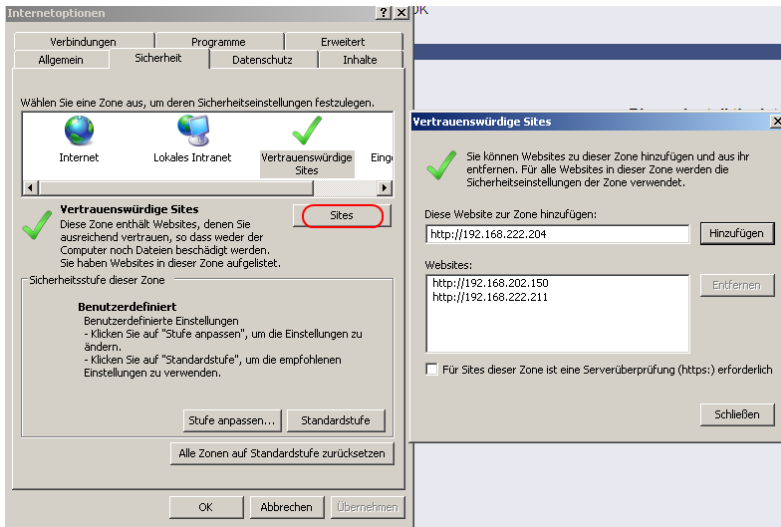 Internetoptionen
Verbindungen Programme Erweitert
Allgemein Sicherheit Datenschutz Inhalte
Wählen Sie eine Zone aus, um deren Sicherheitseinstellungen festzulegen.
Internet Lokales Intranet Vertrauenswürdige
Sites
Vertrauenswürdige Sites
Sites
Diese Zone enthält Websites, denen Sie
ausreichend vertrauen, so dass weder der
Computer noch Dateien beschädigt werden.
Sie haben Websites in dieser Zone aufgelistet.
Sicherheitsstufe dieser Zone
Benutzerdefiniert
Benutzerdefinierte Einstellungen
- Klicken Sie auf "Stufe anpassen", um die Einstellungen zu
ändern.
- Klicken Sie auf "Standardstufe", um die empfohlenen
Einstellungen zu verwenden.
Stufe anpassen... Standardstufe
Alle Zonen auf Standardstufe zurücksetzen
OK Abbrechen Übernehmen
Vertrauenswürdige Sites
Sie können Websites zu dieser Zone hinzufügen und aus ihr
entfernen. Für alle Websites in dieser Zone werden die
Sicherheitseinstellungen der Zone verwendet.
Diese Website zur Zone hinzufügen:
http://192.168.222.204 Hinzufügen
Websites:
http://192.168.202.150
http://192.168.222.211
Entfernen
Für Sites dieser Zone ist eine Serverüberprüfung (https:) erforderlich
Schließen